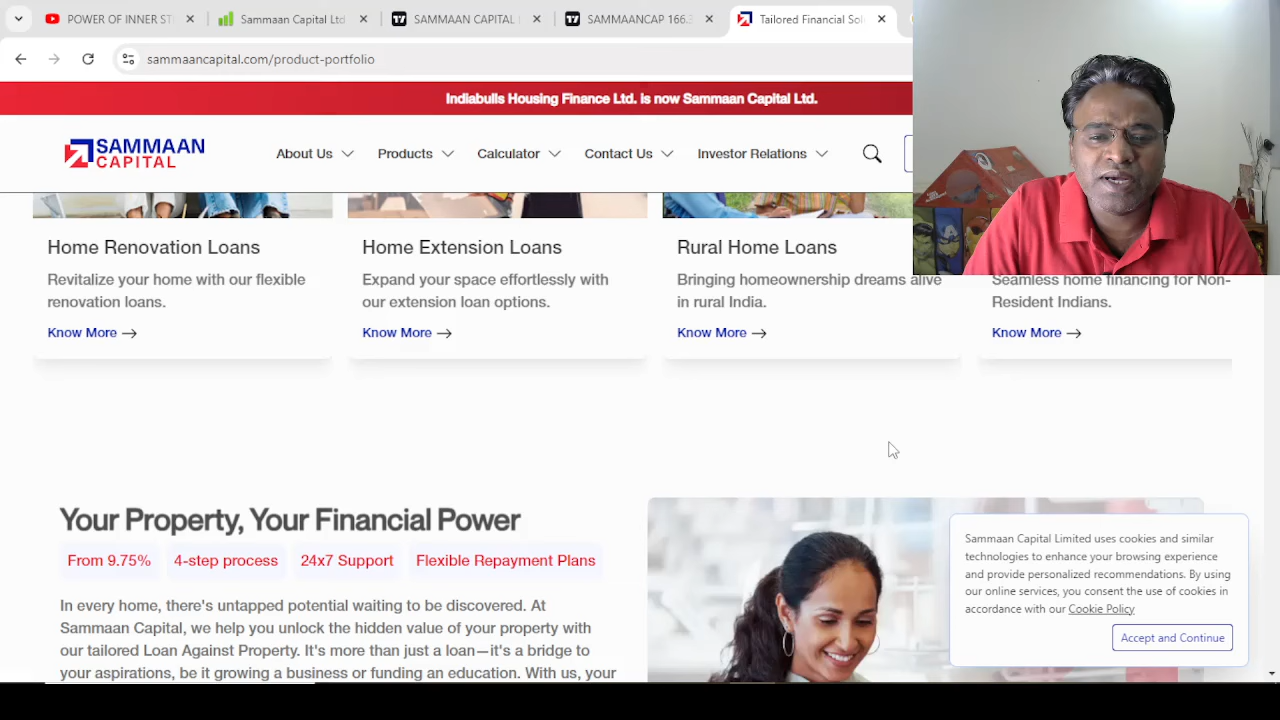 POWER OF INNER ST
Sammaan Capital Ltd
SAMMAAN CAPITAL
SAMMAANCAP 166.
Tailored Financial Sol
sammaancapital.com/product-portfolio
Indiabulls Housing Finance Ltd. is now Sammaan Capital Ltd.
SAMMAAN
CAPITAL
About Us
Products
Calculator
Contact Us
Investor Relations
Home Renovation Loans
Revitalize your home with our flexible
renovation loans.
Know More →
Home Extension Loans
Expand your space effortlessly with
our extension loan options.
Know More →
Rural Home Loans
Bringing homeownership dreams alive
in rural India.
Know More →
Seamless home financing for Non-
Resident Indians.
Know More →
Your Property, Your Financial Power
From 9.75%
4-step process
24x7 Support
Flexible Repayment Plans
In every home, there's untapped potential waiting to be discovered. At
Sammaan Capital, we help you unlock the hidden value of your property with
our tailored Loan Against Property. It's more than just a loan—it's a bridge to
your aspirations, be it growing a business or funding an education. With us, your
Sammaan Capital Limited uses cookies and similar
technologies to enhance your browsing experience
and provide personalized recommendations. By using
our online services, you consent the use of cookies in
accordance with our Cookie Policy
Accept and Continue